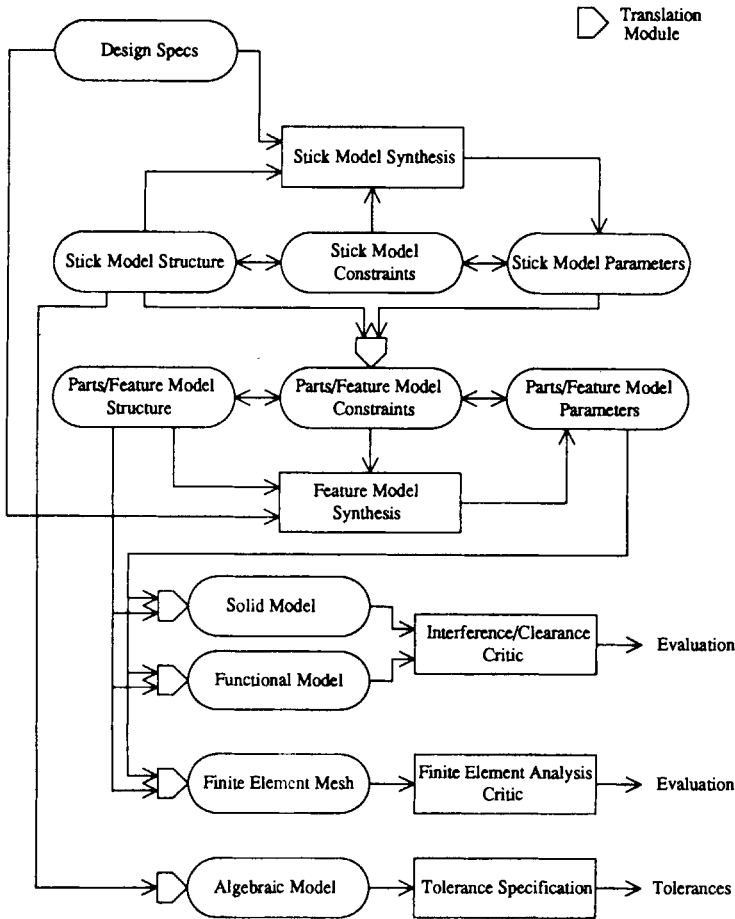 Translation
Module
Design Specs
Stick Model Synthesis
Stick Model Structure
Stick Model
Constraints
Stick Model Parameters
Parts/Feature Model
Structure
Parts/Feature Model
Constraints
Parts/Feature Model
Parameters
Feature Model
Synthesis
Solid Model
Interference/Clearance
Critic
Evaluation
Functional Model
Finite Element Mesh
Finite Element Analysis
Critic
Evaluation
Algebraic Model
Tolerance Specification
Tolerances